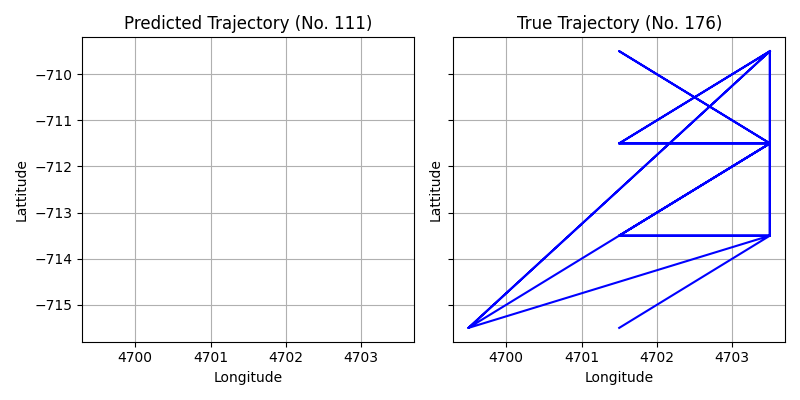 Predicted Trajectory (No. 111)
Lattitude
−710
−711
−712
−713
−714
−715
4700 4701 4702 4703
Longitude
True Trajectory (No. 176)
Lattitude
4700 4701 4702 4703
Longitude